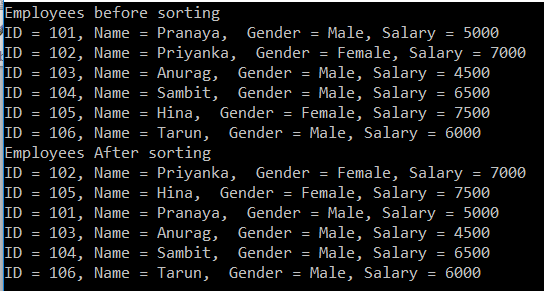 Employees before sorting
ID = 101, Name = Pranaya,  Gender = Male, Salary = 5000
ID = 102, Name = Priyanka,  Gender = Female, Salary = 7000
ID = 103, Name = Anurag,  Gender = Male, Salary = 4500
ID = 104, Name = Sambit,  Gender = Male, Salary = 6500
ID = 105, Name = Hina,  Gender = Female, Salary = 7500
ID = 106, Name = Tarun,  Gender = Male, Salary = 6000
Employees After sorting
ID = 102, Name = Priyanka,  Gender = Female, Salary = 7000
ID = 105, Name = Hina,  Gender = Female, Salary = 7500
ID = 101, Name = Pranaya,  Gender = Male, Salary = 5000
ID = 103, Name = Anurag,  Gender = Male, Salary = 4500
ID = 104, Name = Sambit,  Gender = Male, Salary = 6500
ID = 106, Name = Tarun,  Gender = Male, Salary = 6000